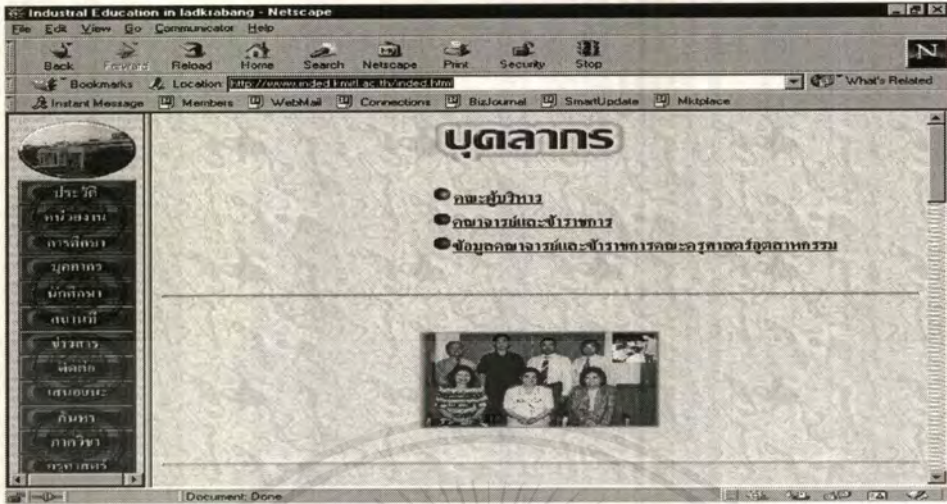 Industral Education in ladkrabang - Netscape
File Edit View Go Communicator Help
Back Forward Reload Home Search Netscape Print Security Stop
Bookmarks Location http://www.inded.kmitl.ac.th/inded.htm What's Related
Instant Message Members WebMail Connections BizJournal SmartUpdate Mktplace
บุคลากร
คณะผู้บริหาร
คณาจารย์และข้าราชการ
ข้อมูลคณาจารย์และข้าราชการคณะครุศาสตร์อุตสาหกรรม
ประวัติ
หน่วยงาน
การศึกษา
บุคลากร
นักศึกษา
สถานที่
ข่าวสาร
ติดต่อ
เสนอแนะ
ค้นหา
ภาควิชา
Document: Done